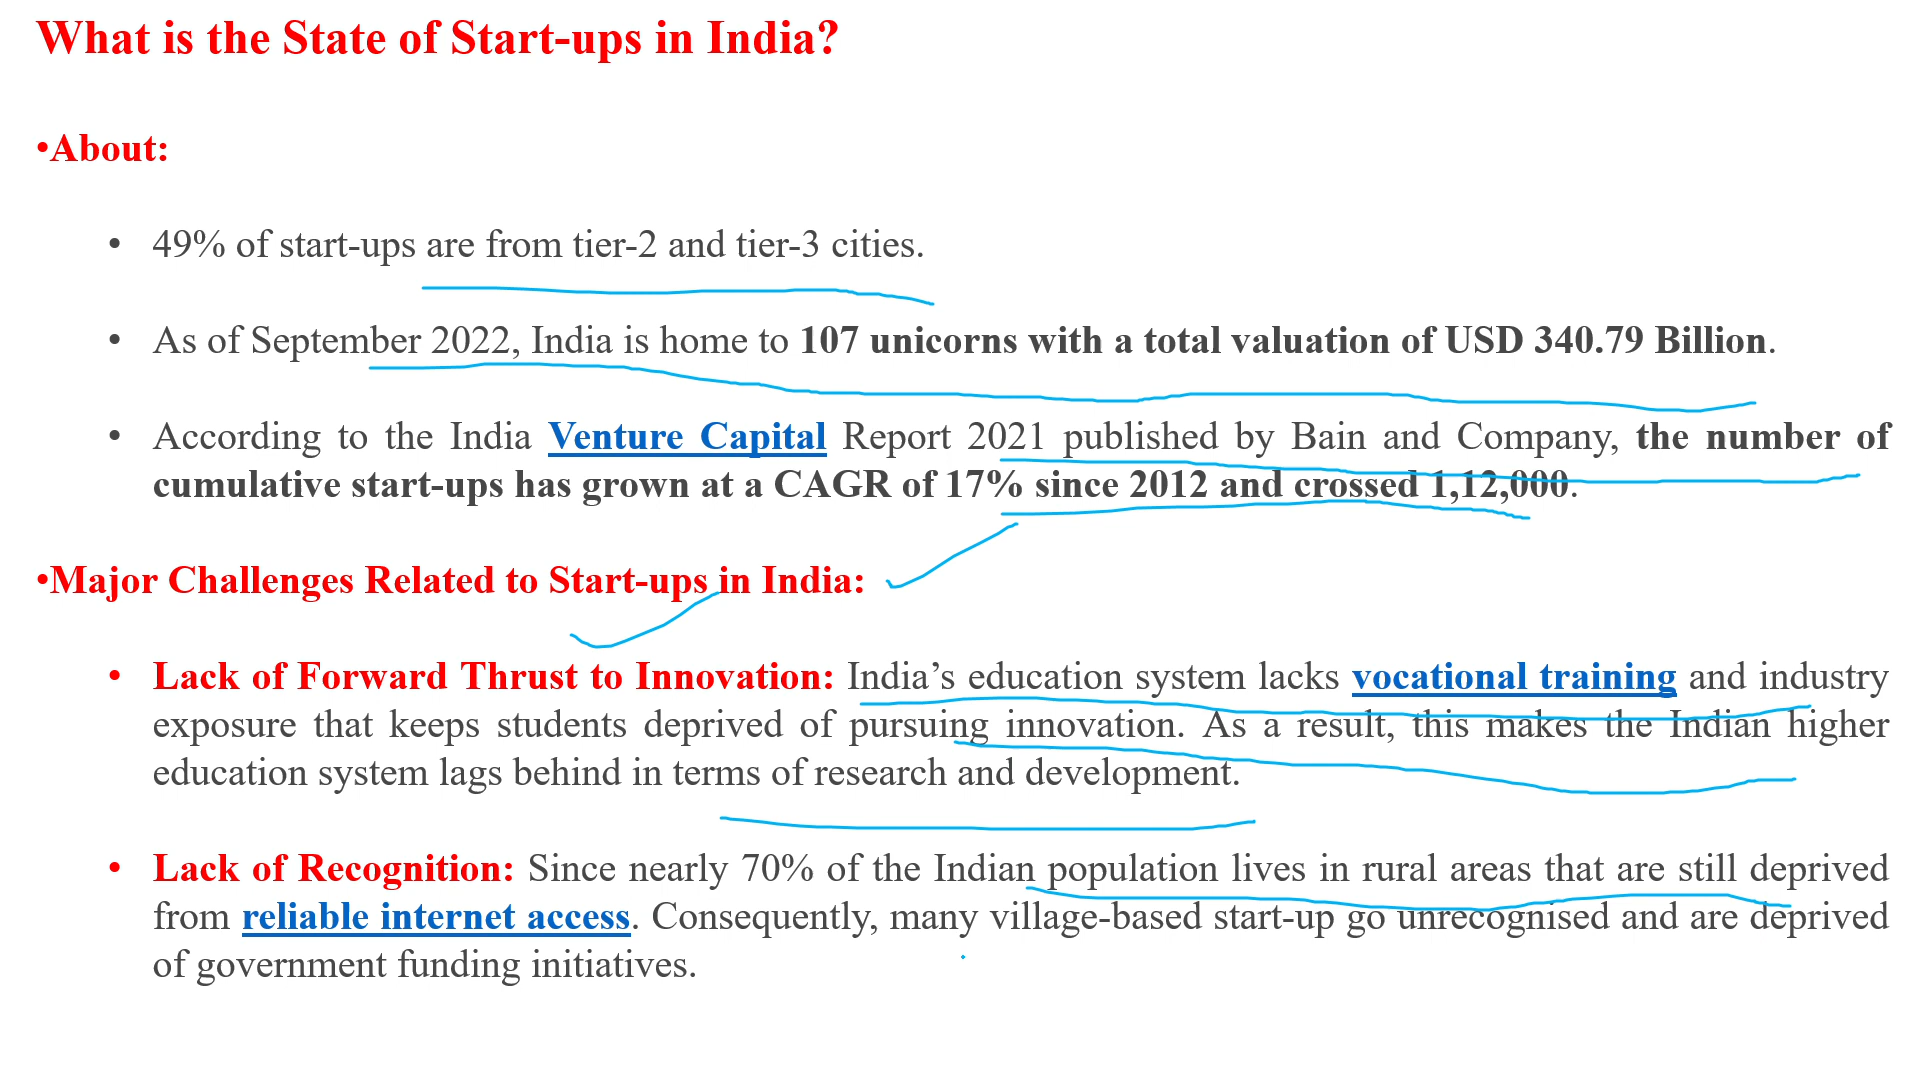 What is the State of Start-ups in India?
•About:
• 49% of start-ups are from tier-2 and tier-3 cities.
• As of September 2022, India is home to 107 unicorns with a total valuation of USD 340.79 Billion.
• According to the India Venture Capital Report 2021 published by Bain and Company, the number of
cumulative start-ups has grown at a CAGR of 17% since 2012 and crossed 1,12,000.
•Major Challenges Related to Start-ups in India:
• Lack of Forward Thrust to Innovation: India’s education system lacks vocational training and industry
exposure that keeps students deprived of pursuing innovation. As a result, this makes the Indian higher
education system lags behind in terms of research and development.
• Lack of Recognition: Since nearly 70% of the Indian population lives in rural areas that are still deprived
from reliable internet access. Consequently, many village-based start-up go unrecognised and are deprived
of government funding initiatives.